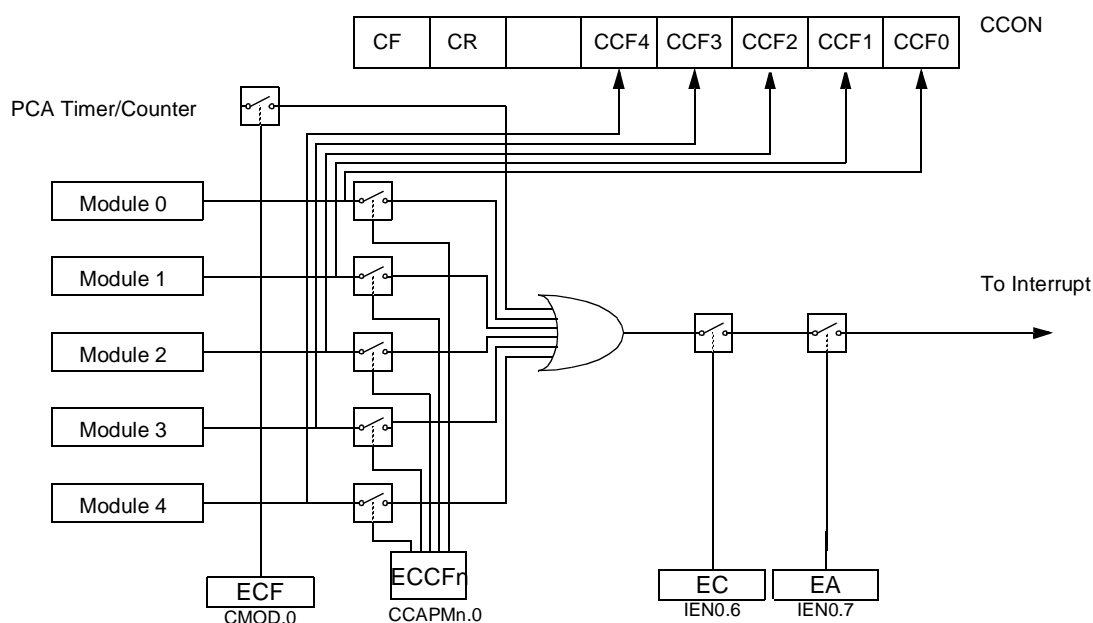 CF CR CCF4 CCF3 CCF2 CCF1 CCF0
CCON
PCA Timer/Counter
Module 0
Module 1
To Interrupt
Module 2
Module 3
Module 4
ECF
CMOD.0
ECCFn
CCAPMn.0
EC
IEN0.6
EA
IEN0.7